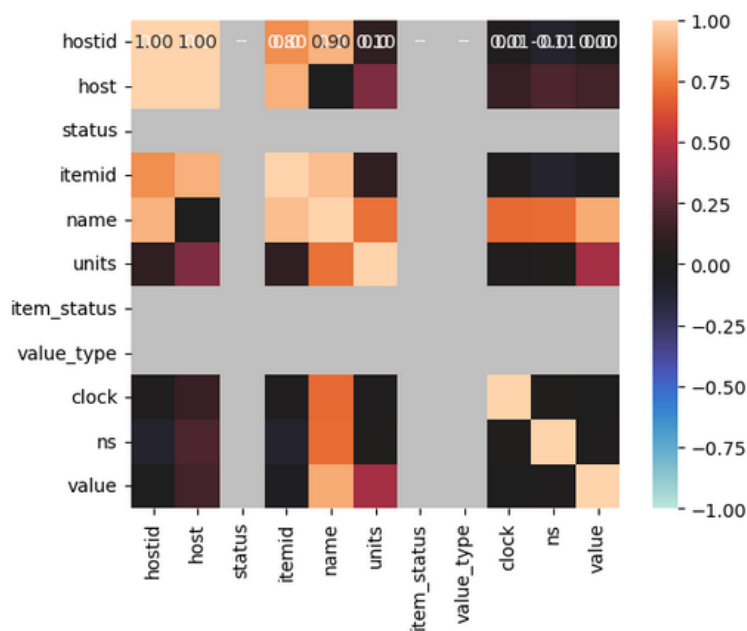 hostid
host
status
itemid
name
units
item_status
value_type
clock
ns
value
1.00 1.00 -- 0.90 -- --
1.00
0.75
0.50
0.25
0.00
−0.25
−0.50
−0.75
−1.00
hostid
host
status
itemid
name
units
item_status
value_type
clock
ns
value